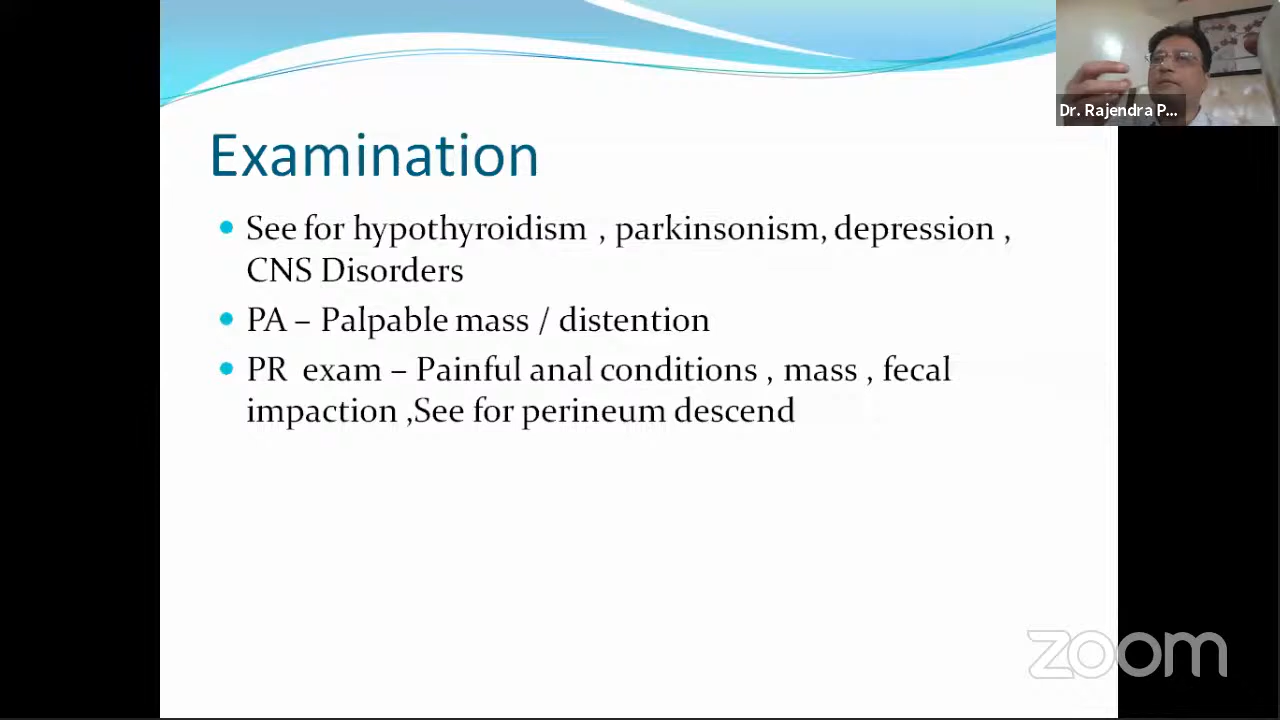 Dr. Rajendra P...
Examination
See for hypothyroidism , parkinsonism, depression ,
CNS Disorders
PA – Palpable mass / distention
PR exam – Painful anal conditions , mass , fecal
impaction ,See for perineum descend
zoom